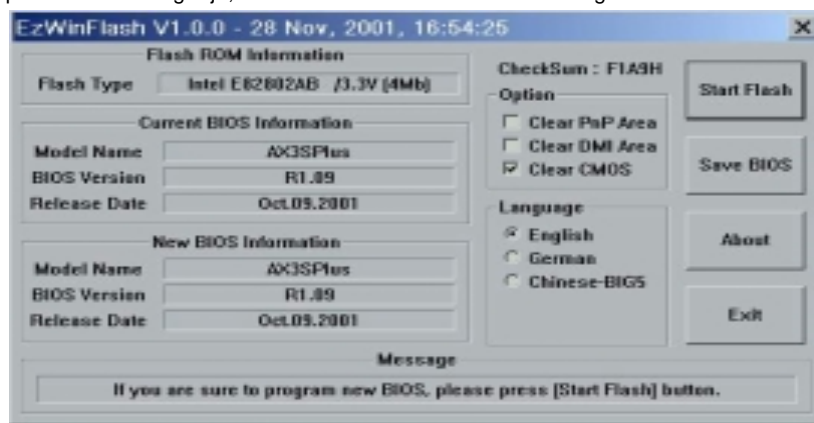 EzWinFlash V1.0.0 - 28 Nov, 2001, 16:54:25
Flash ROM Information
Flash Type Intel E82802AB /3.3V (4Mb)
Current BIOS Information
Model Name AX3SPlus
BIOS Version R1.09
Release Date Oct.09.2001
New BIOS Information
Model Name AX3SPlus
BIOS Version R1.09
Release Date Oct.09.2001
CheckSum : F1A9H
Option
Clear PnP Area
Clear DMI Area
Clear CMOS
Language
English
German
Chinese-BIG5
Start Flash
Save BIOS
About
Exit
Message
If you are sure to program new BIOS, please press [Start Flash] button.